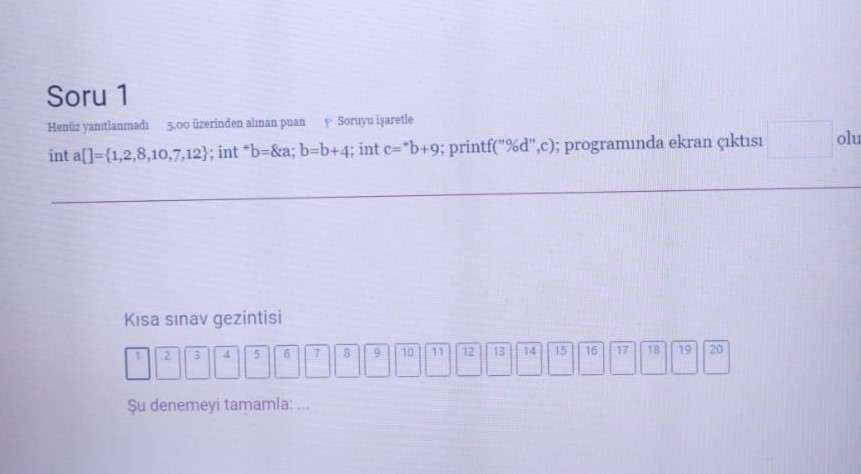 Soru 1
Henüz yanıtlanmadı 5.00 üzerinden alınan puan Soruyu işaretle
int a[]={1,2,8,10,7,12}; int *b=&a; b=b+4; int c=*b+9; printf("%d",c); programında ekran çıktısı olu
Kısa sınav gezintisi
1 2 3 4 5 6 7 8 9 10 11 12 13 14 15 16 17 18 19 20
Şu denemeyi tamamla: ...